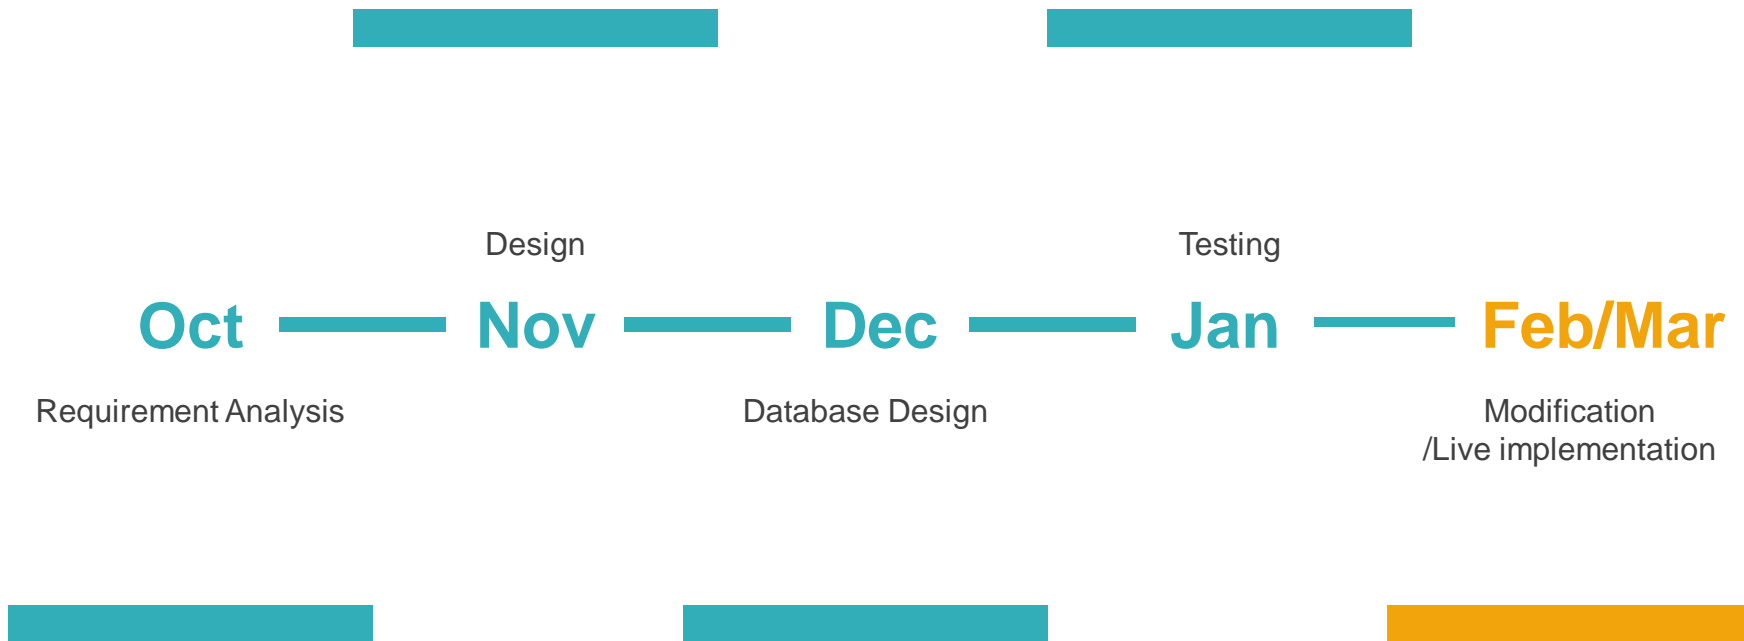 Design
Testing
Oct
Nov
Dec
Jan
Feb/Mar
Requirement Analysis
Database Design
Modification
/Live implementation